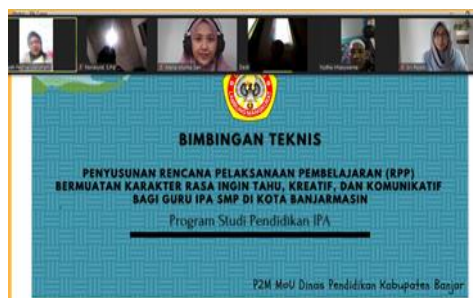 BIMBINGAN TEKNIS
PENYUSUNAN RENCANA PELAKSANAAN PEMBELAJARAN (RPP)
BERMUATAN KARAKTER RASA INGIN TAHU, KREATIF, DAN KOMUNIKATIF
BAGI GURU IPA SMP DI KOTA BANJARMASIN
Program Studi Pendidikan IPA
P2M MoU Dinas Pendidikan Kabupaten Banjar